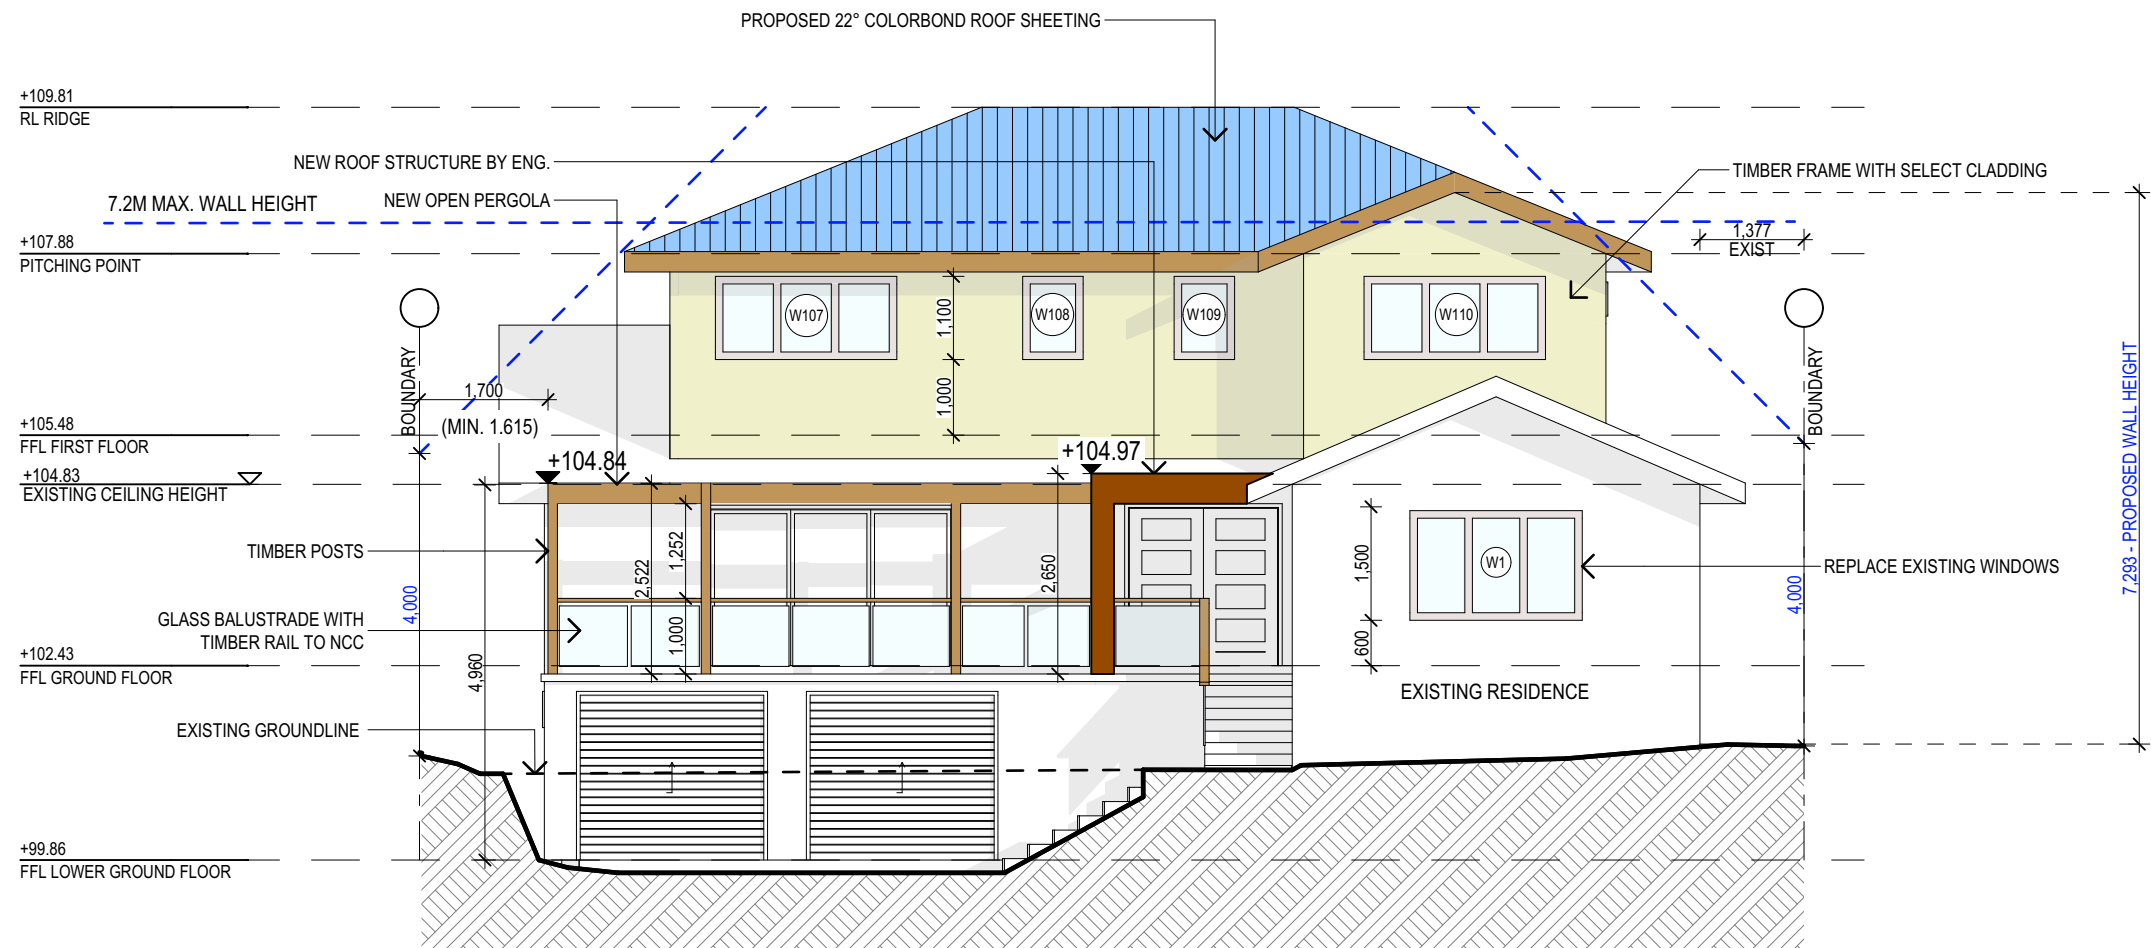 PROPOSED 22° COLORBOND ROOF SHEETING
+109.81
RL RIDGE
NEW ROOF STRUCTURE BY ENG.
TIMBER FRAME WITH SELECT CLADDING
7.2M MAX. WALL HEIGHT
NEW OPEN PERGOLA
+107.88
PITCHING POINT
1,377
EXIST
W107
W108
W109
W110
1,100
1,000
BOUNDARY
1,700
(MIN. 1.615)
BOUNDARY
7,293 - PROPOSED WALL HEIGHT
+105.48
FFL FIRST FLOOR
+104.83
EXISTING CEILING HEIGHT
+104.84
+104.97
TIMBER POSTS
2,522
1,252
2,650
1,500
W1
REPLACE EXISTING WINDOWS
4,000
4,000
GLASS BALUSTRADE WITH
TIMBER RAIL TO NCC
1,000
600
+102.43
FFL GROUND FLOOR
4,960
EXISTING RESIDENCE
EXISTING GROUNDLINE
+99.86
FFL LOWER GROUND FLOOR